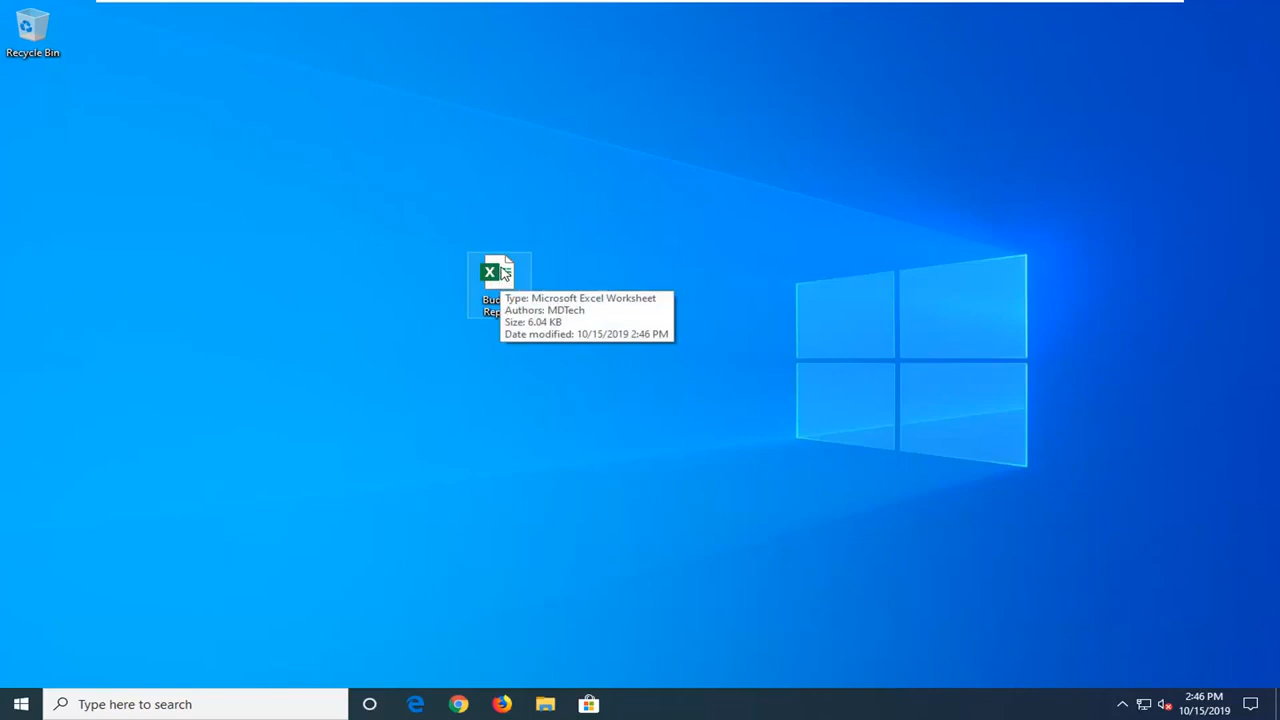 Recycle Bin
Type: Microsoft Excel Worksheet
Authors: MDTech
Size: 6.04 KB
Date modified: 10/15/2019 2:46 PM
Type here to search
2:46 PM
10/15/2019